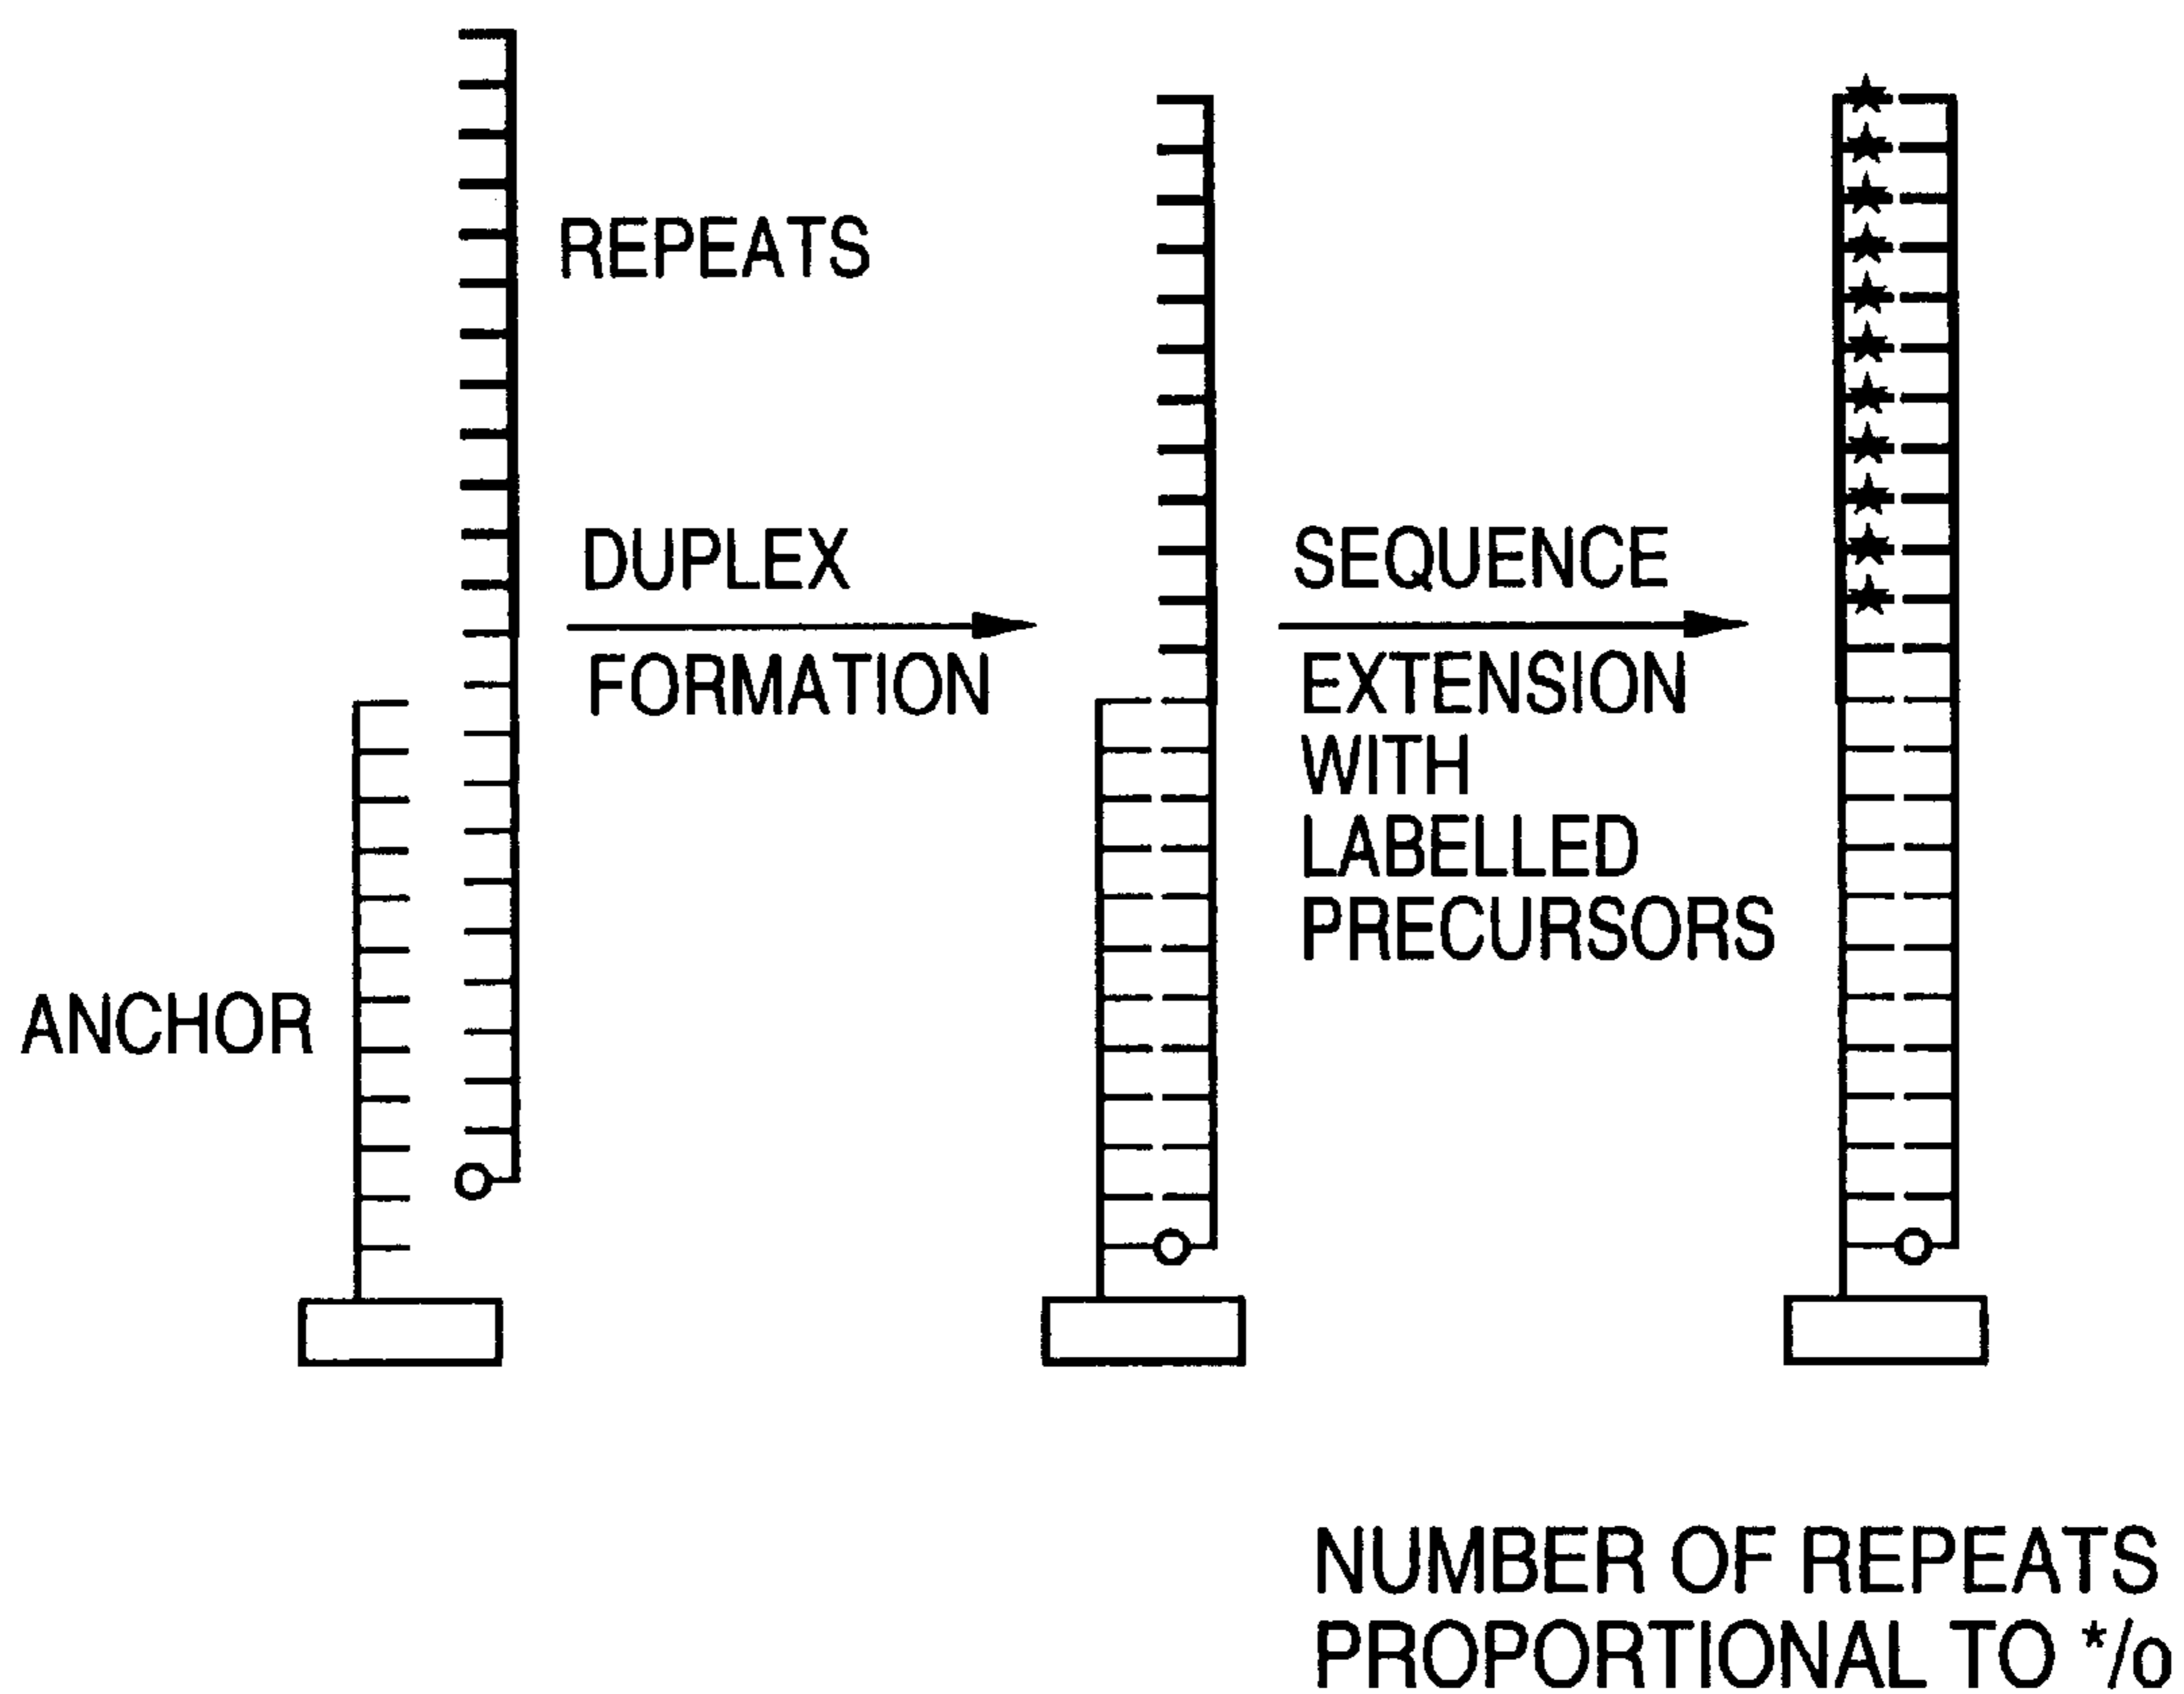 REPEATS
DUPLEX
FORMATION
ANCHOR
SEQUENCE
EXTENSION
WITH
LABELLED
PRECURSORS
NUMBER OF REPEATS
PROPORTIONAL TO */o